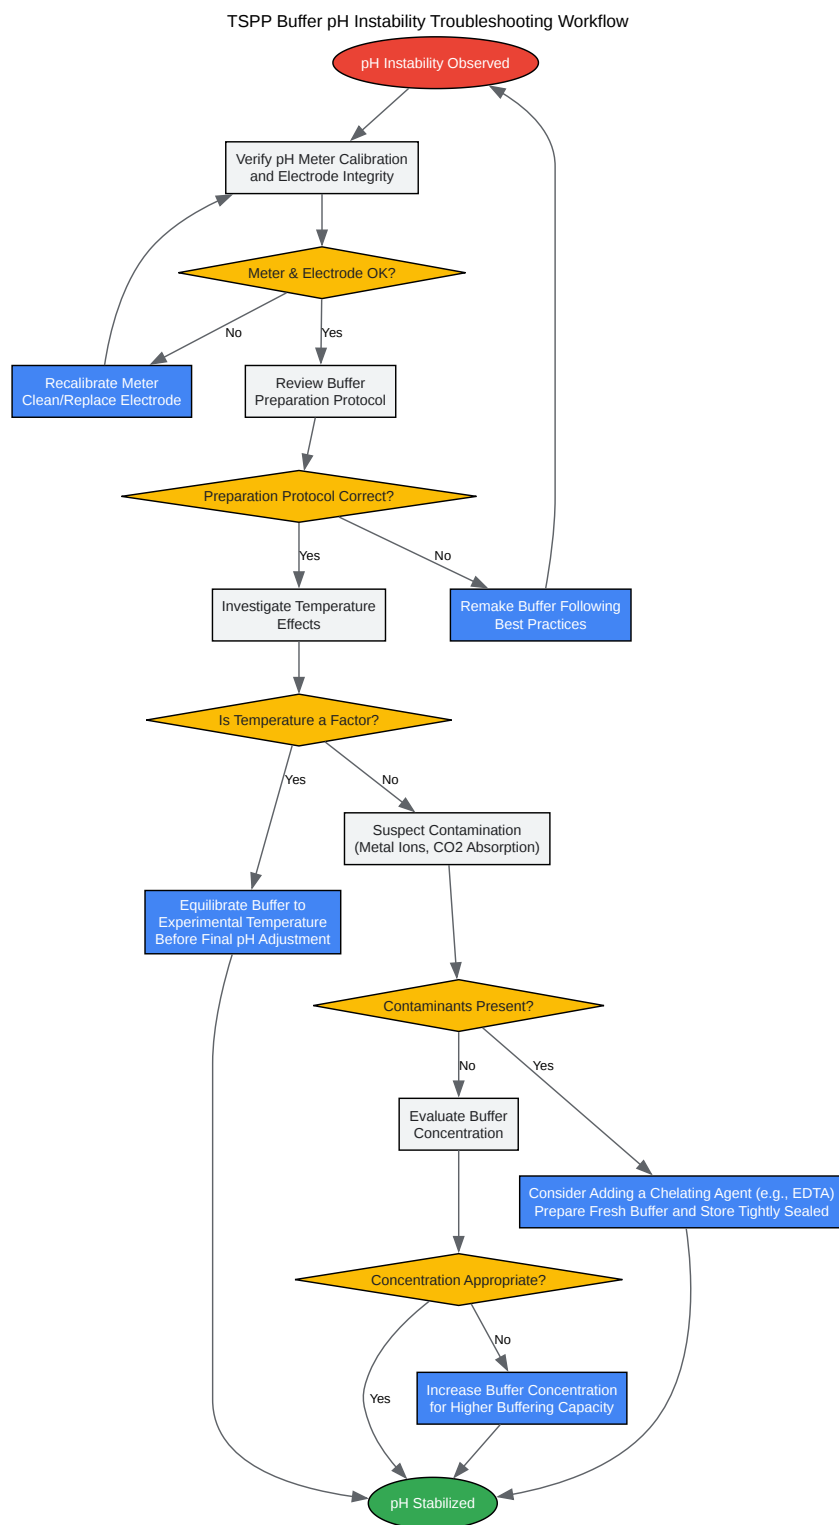 TSPP Buffer pH Instability Troubleshooting Workflow
pH Instability Observed
Verify pH Meter Calibration
and Electrode Integrity
Meter & Electrode OK?
No
Yes
Recalibrate Meter
Clean/Replace Electrode
Review Buffer
Preparation Protocol
Preparation Protocol Correct?
Yes
No
Investigate Temperature
Effects
Remake Buffer Following
Best Practices
Is Temperature a Factor?
Yes
No
Suspect Contamination
(Metal Ions, CO2 Absorption)
Equilibrate Buffer to
Experimental Temperature
Before Final pH Adjustment
Contaminants Present?
No
Yes
Evaluate Buffer
Concentration
Consider Adding a Chelating Agent (e.g., EDTA)
Prepare Fresh Buffer and Store Tightly Sealed
Concentration Appropriate?
No
Yes
Increase Buffer Concentration
for Higher Buffering Capacity
pH Stabilized